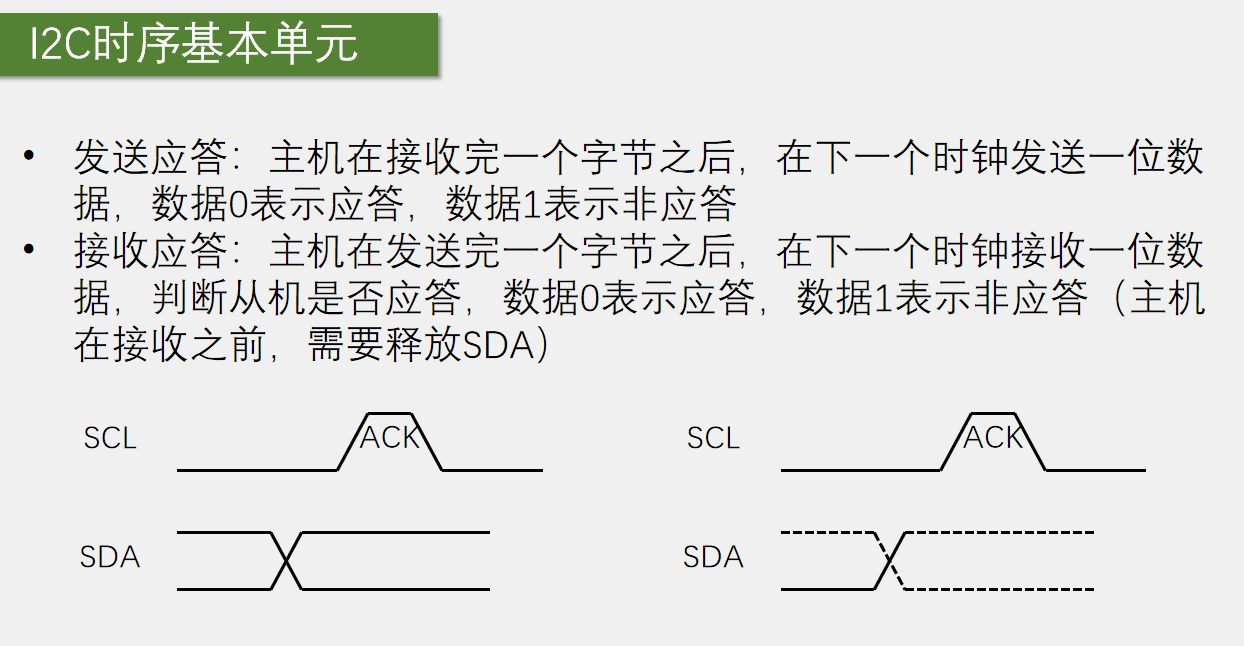 I2C时序基本单元
• 发送应答：主机在接收完一个字节之后，在下一个时钟发送一位数
据，数据0表示应答，数据1表示非应答
• 接收应答：主机在发送完一个字节之后，在下一个时钟接收一位数
据，判断从机是否应答，数据0表示应答，数据1表示非应答（主机
在接收之前，需要释放SDA）
SCL ACK
SDA
SCL ACK
SDA